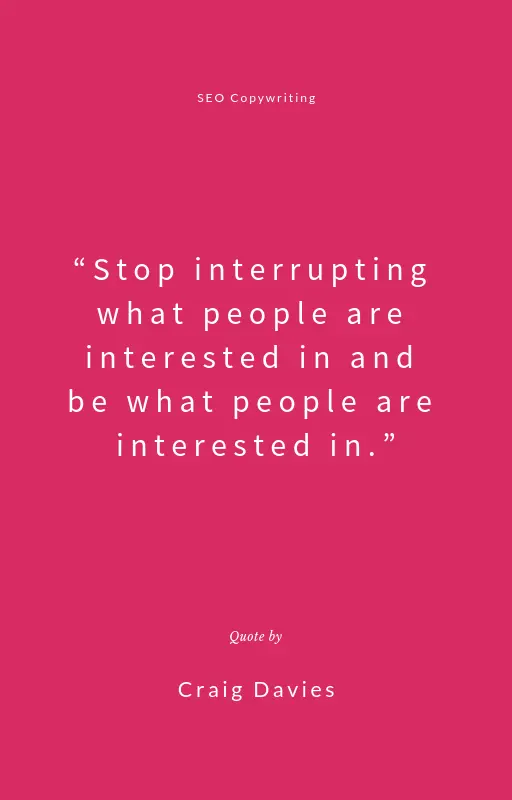 SEO Copywriting
“Stop interrupting
what people are
interested in and
be what people are
interested in.”
Quote by
Craig Davies